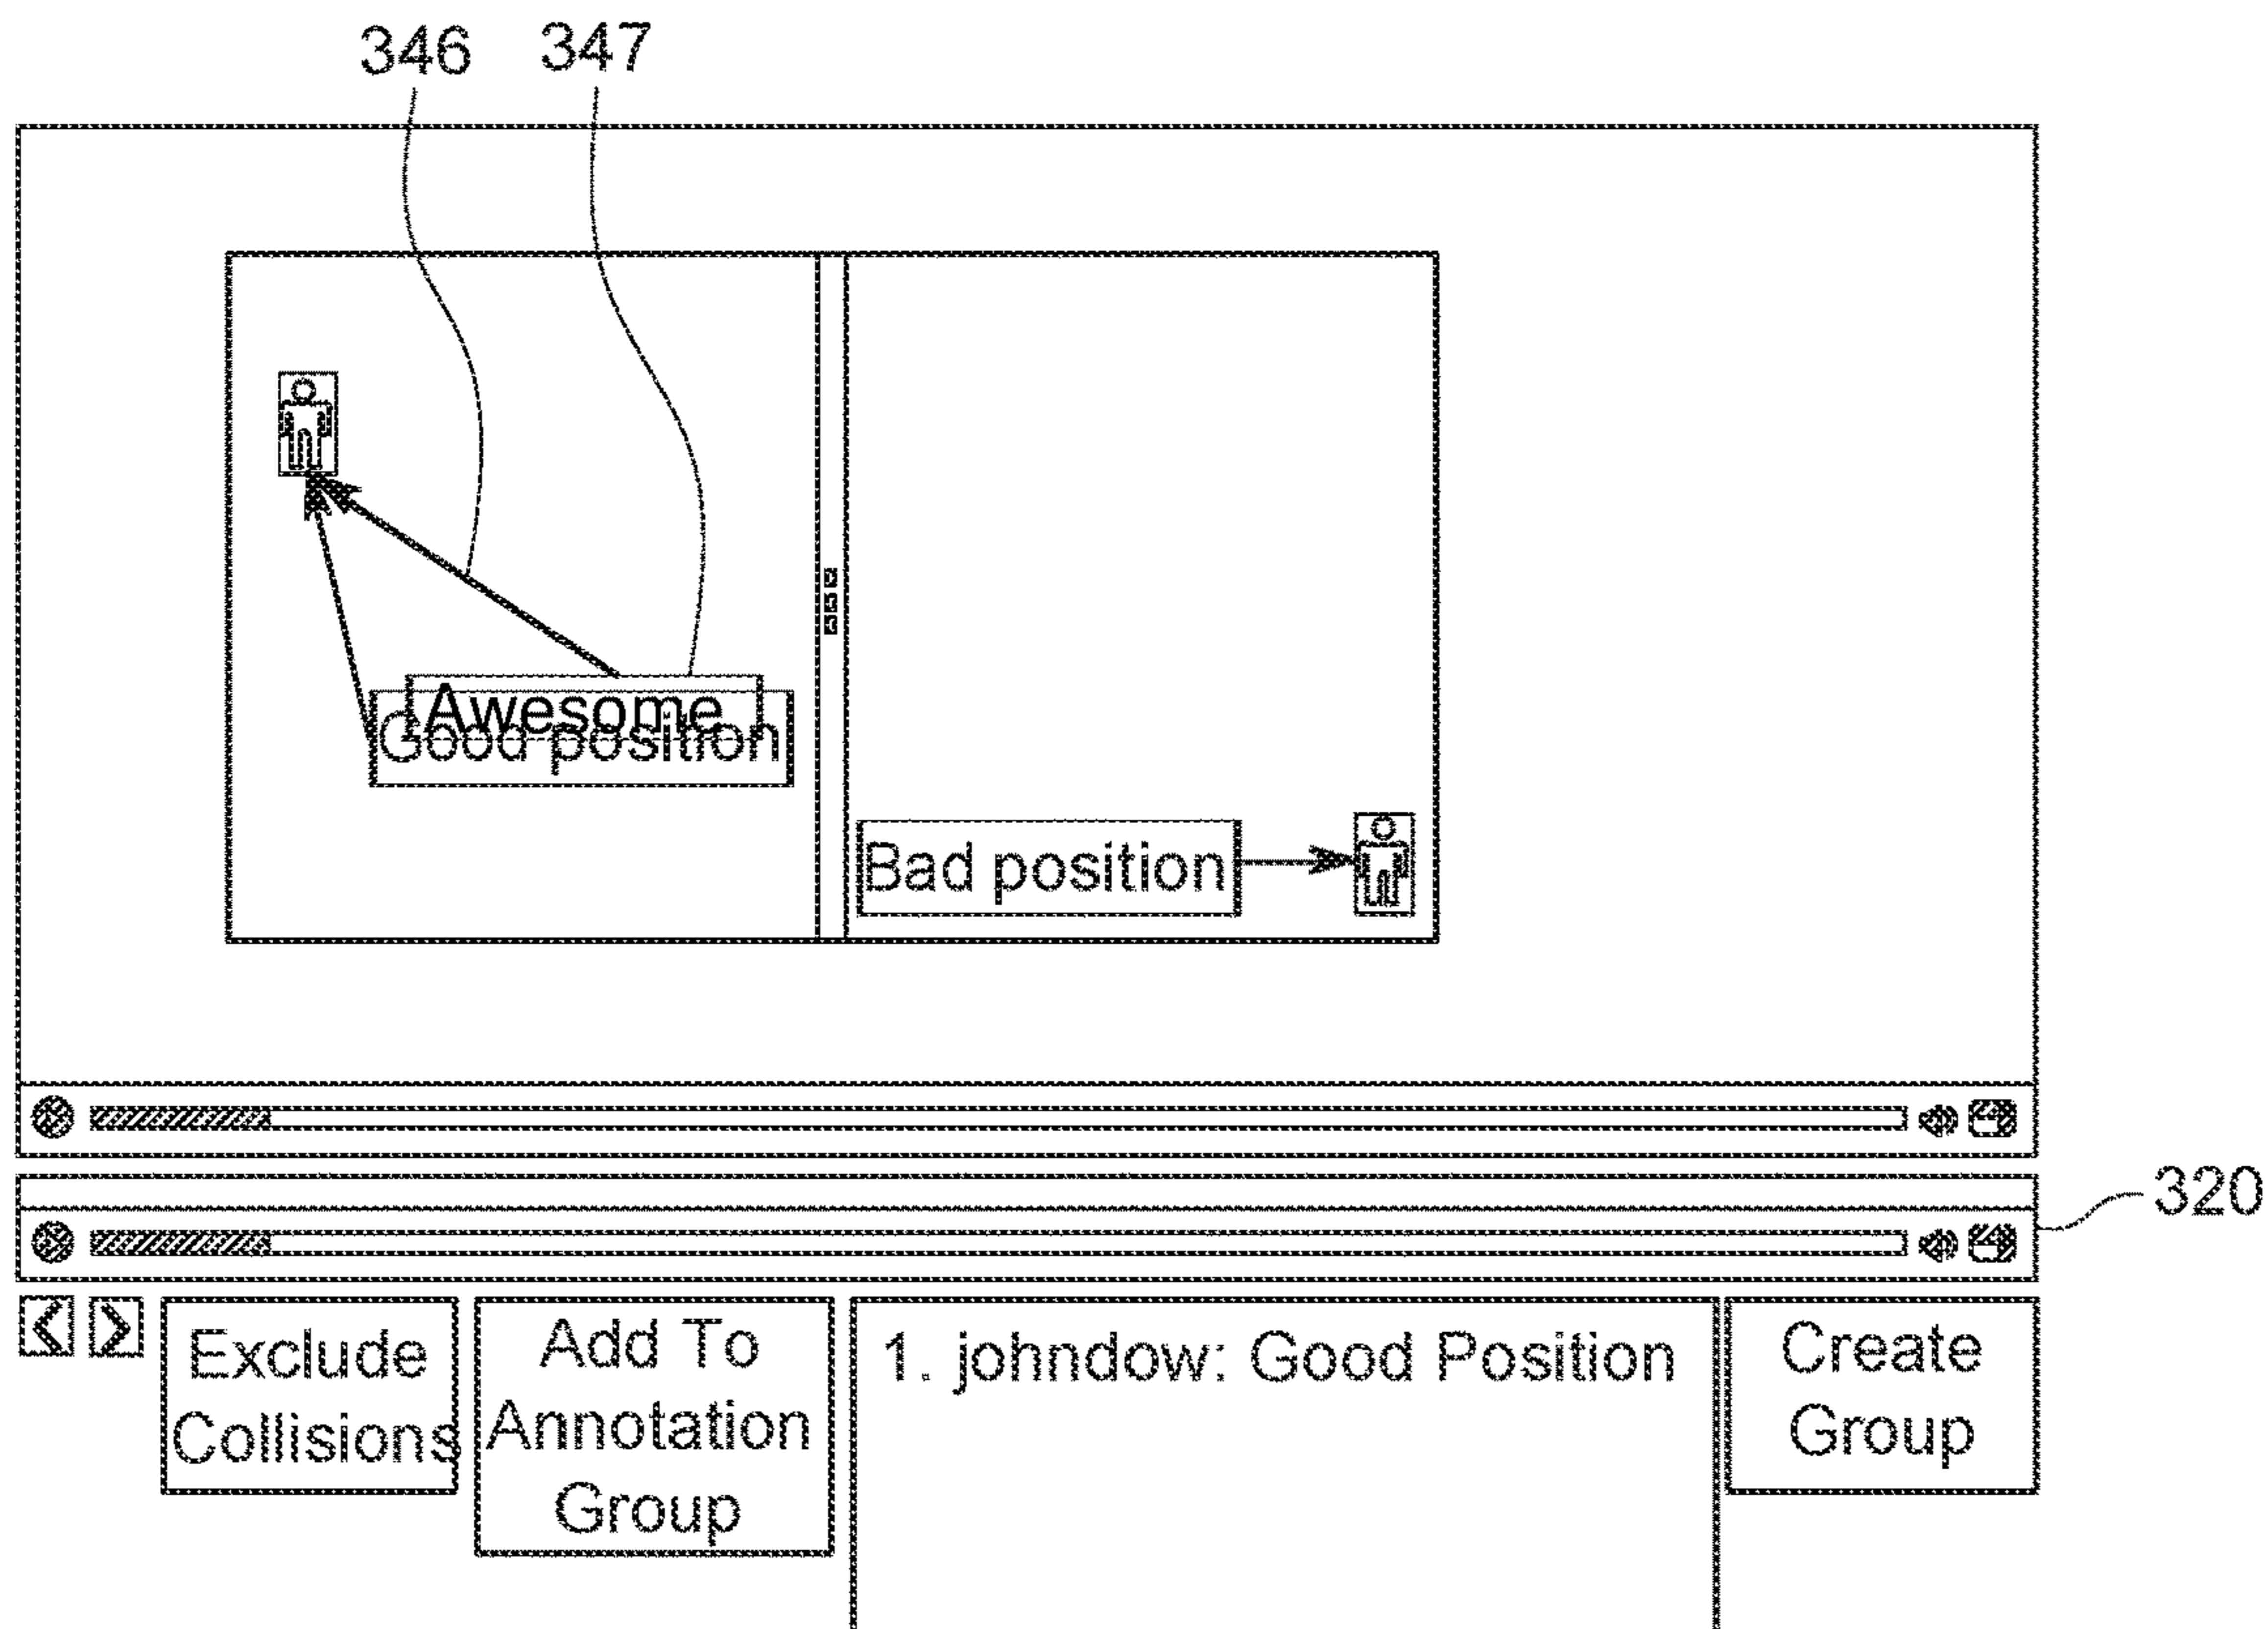 346 347
Awesome
Good position
Bad position
320
Exclude
Collisions
Add To
Annotation
Group
1. johndow: Good Position
Create
Group